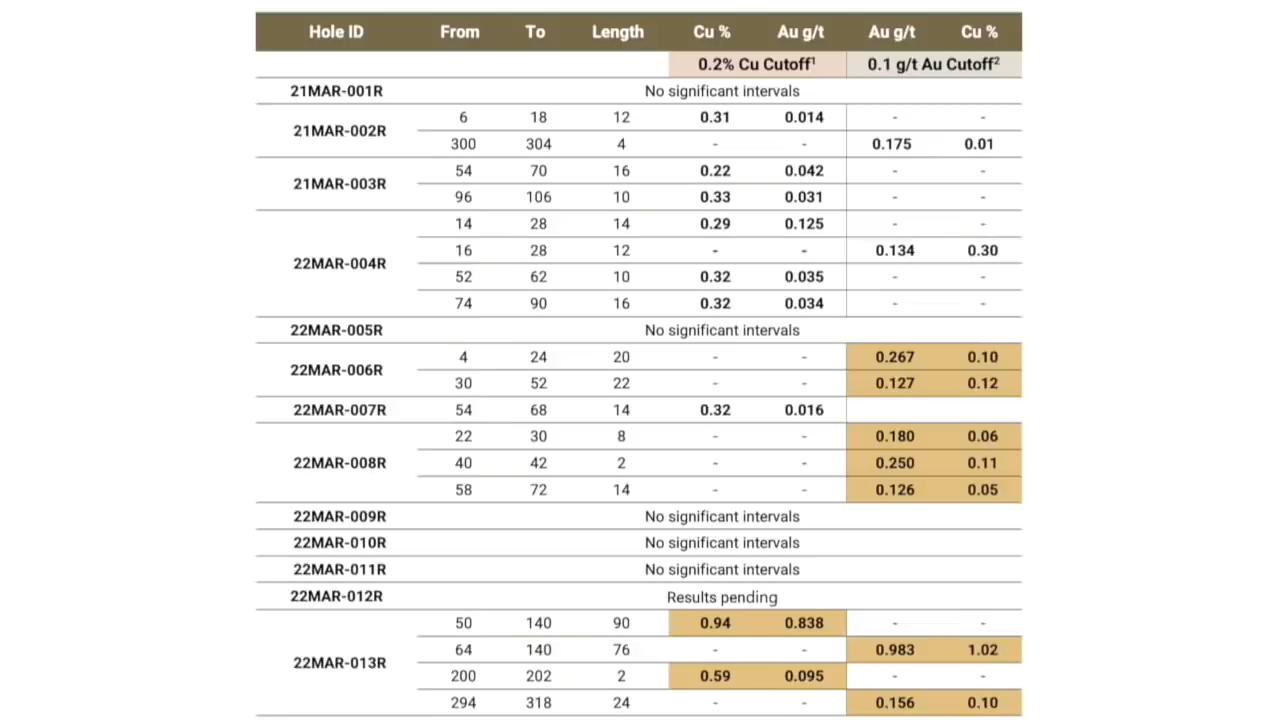 Hole ID From To Length Cu % Au g/t Au g/t Cu %
0.2% Cu Cutoff¹ 0.1 g/t Au Cutoff²
21MAR-001R No significant intervals
21MAR-002R 6 18 12 0.31 0.014 - -
300 304 4 - - 0.175 0.01
21MAR-003R 54 70 16 0.22 0.042 - -
96 106 10 0.33 0.031 - -
22MAR-004R 14 28 14 0.29 0.125 - -
16 28 12 - - 0.134 0.30
52 62 10 0.32 0.035 - -
74 90 16 0.32 0.034 - -
22MAR-005R No significant intervals
22MAR-006R 4 24 20 - - 0.267 0.10
30 52 22 - - 0.127 0.12
22MAR-007R 54 68 14 0.32 0.016
22MAR-008R 22 30 8 - - 0.180 0.06
40 42 2 - - 0.250 0.11
58 72 14 - - 0.126 0.05
22MAR-009R No significant intervals
22MAR-010R No significant intervals
22MAR-011R No significant intervals
22MAR-012R Results pending
22MAR-013R 50 140 90 0.94 0.838 - -
64 140 76 - - 0.983 1.02
200 202 2 0.59 0.095 - -
294 318 24 - - 0.156 0.10